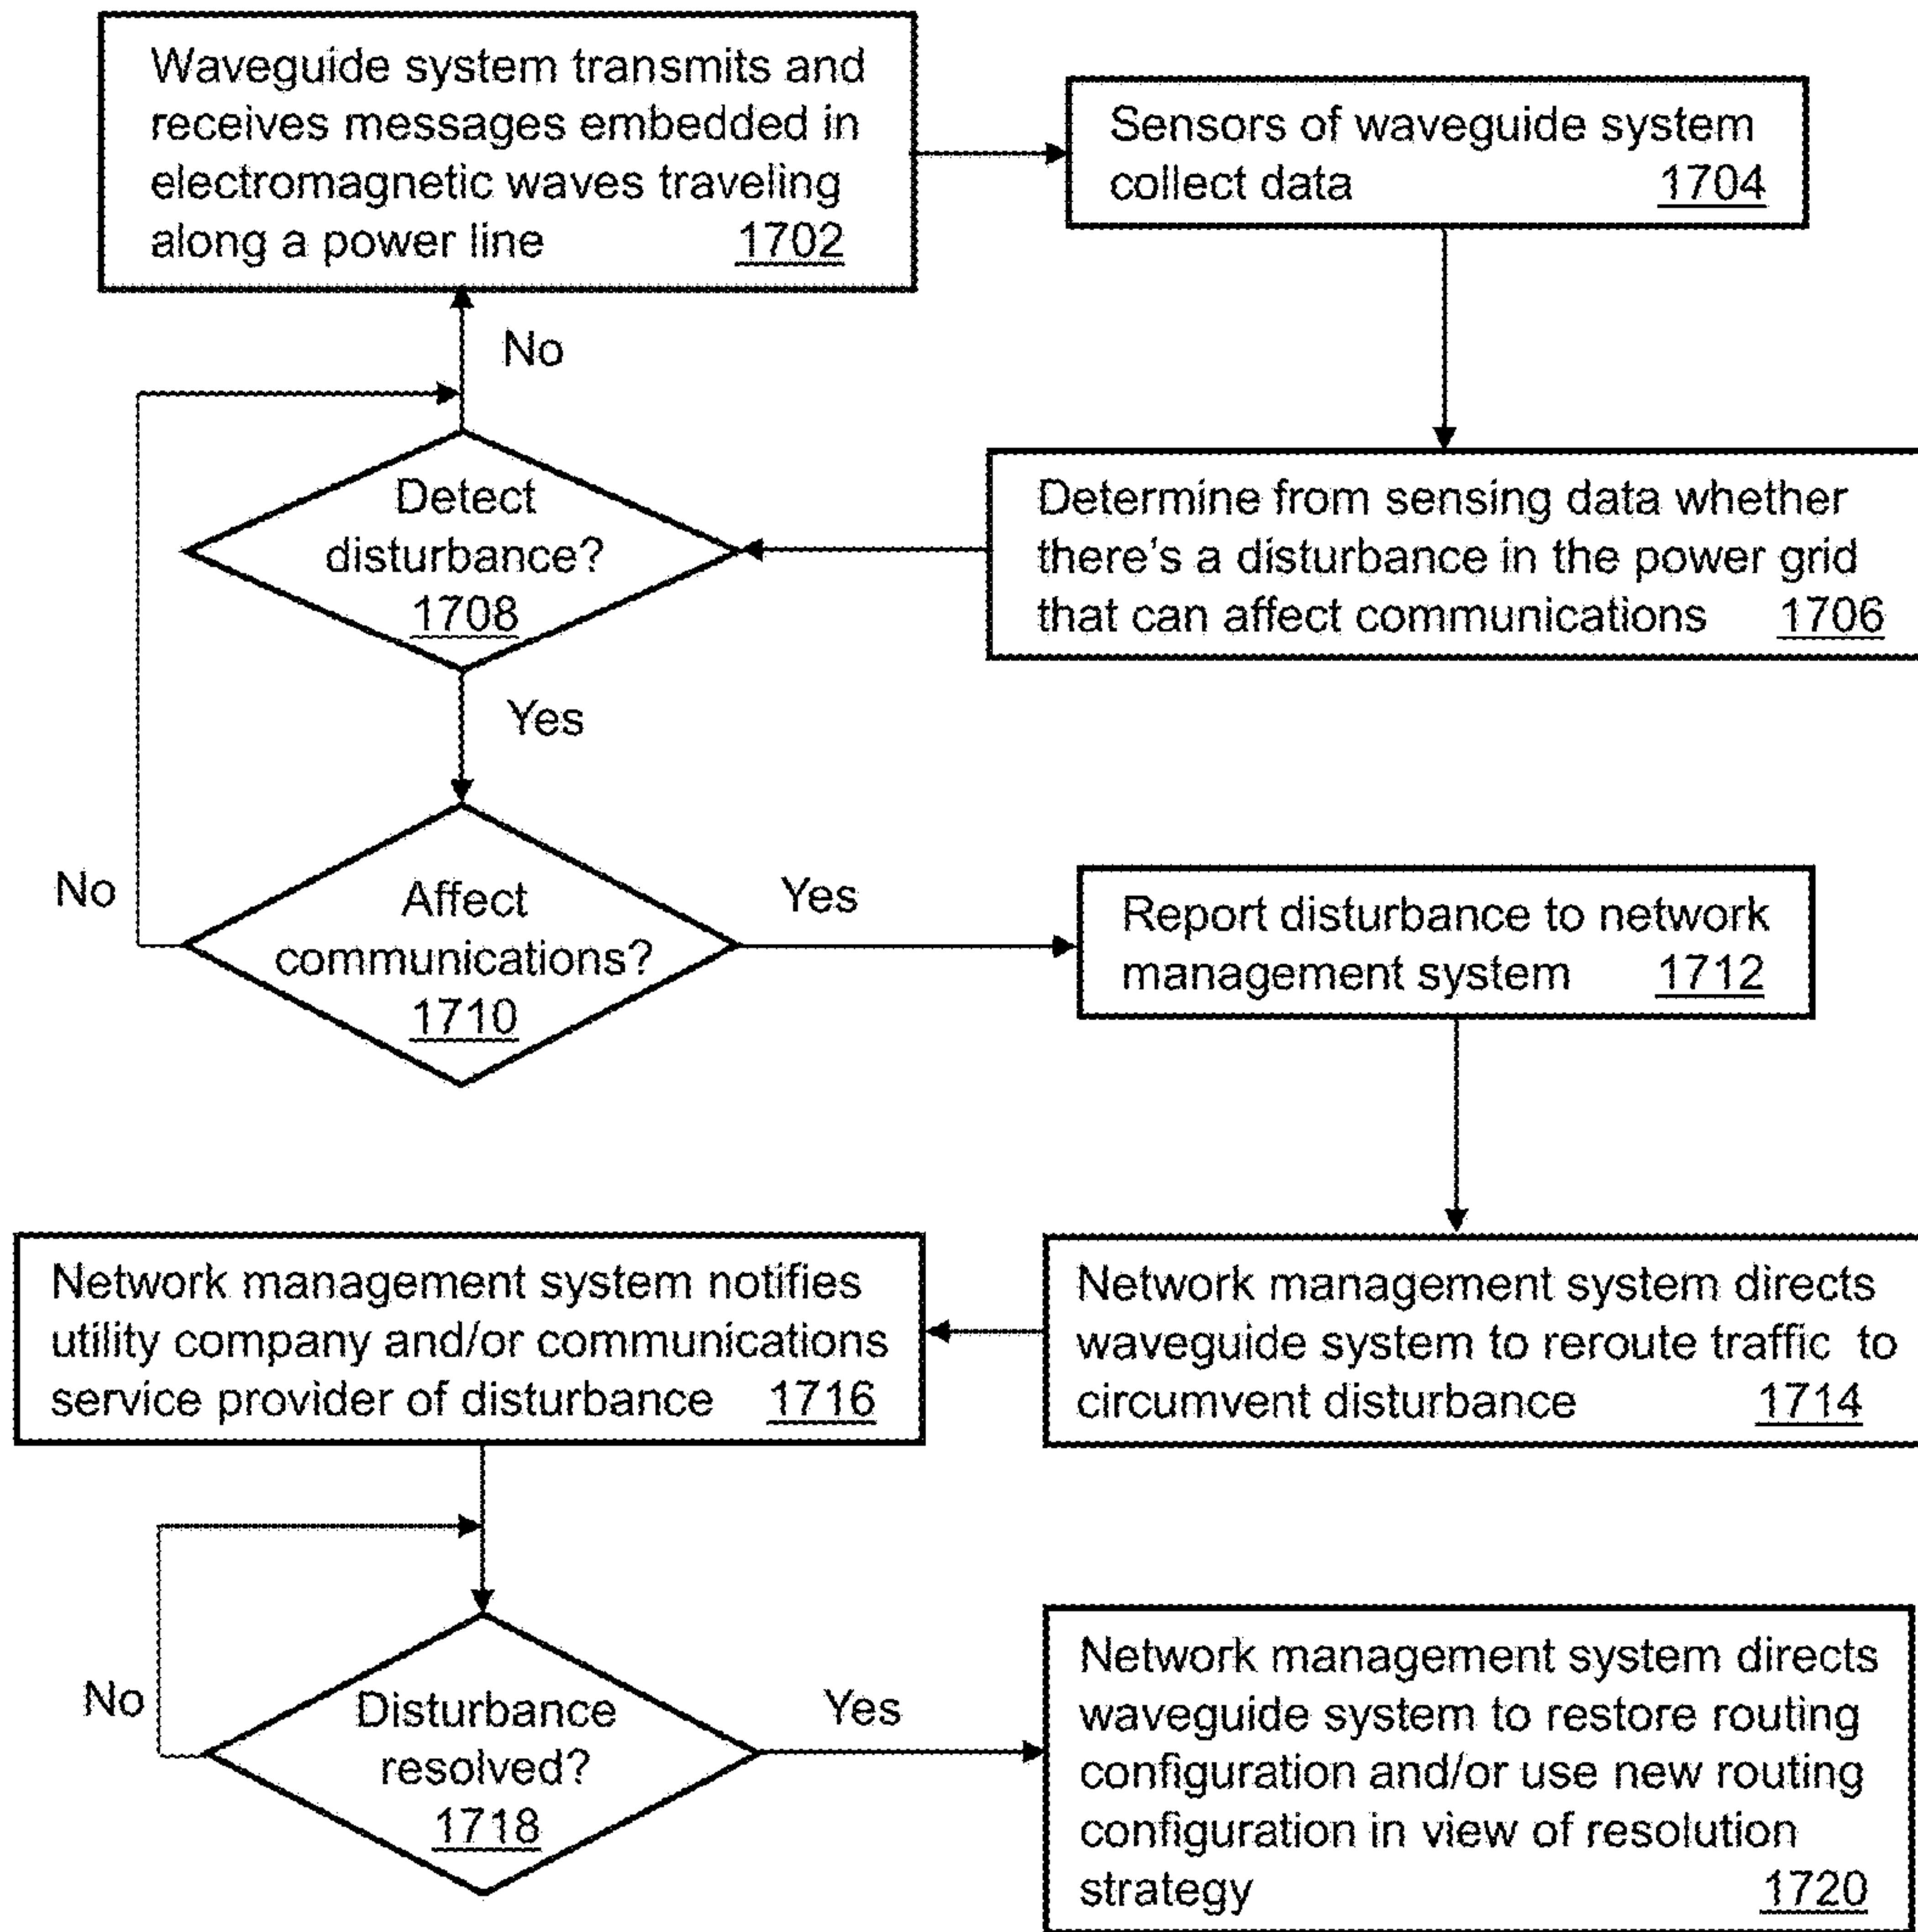 Waveguide system transmits and
receives messages embedded in
electromagnetic waves traveling
along a power line 1702
Sensors of waveguide system
collect data 1704
Determine from sensing data whether
there's a disturbance in the power grid
that can affect communications 1706
No
Detect
disturbance?
1708
Yes
No
Affect
communications?
1710
Yes
Report disturbance to network
management system 1712
Network management system directs
waveguide system to reroute traffic to
circumvent disturbance 1714
Network management system notifies
utility company and/or communications
service provider of disturbance 1716
No
Disturbance
resolved?
1718
Yes
Network management system directs
waveguide system to restore routing
configuration and/or use new routing
configuration in view of resolution
strategy 1720